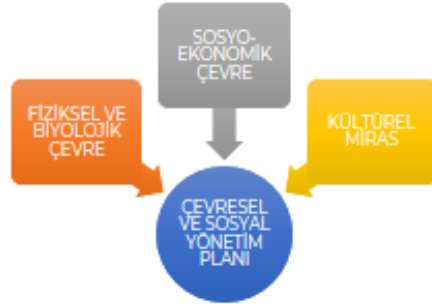 SOSYO-
EKONOMİK
ÇEVRE
FİZİKSEL VE
BİYOLOJİK
ÇEVRE
KÜLTÜREL
MİRAS
ÇEVRESEL
VE SOSYAL
YÖNETİM
PLANI